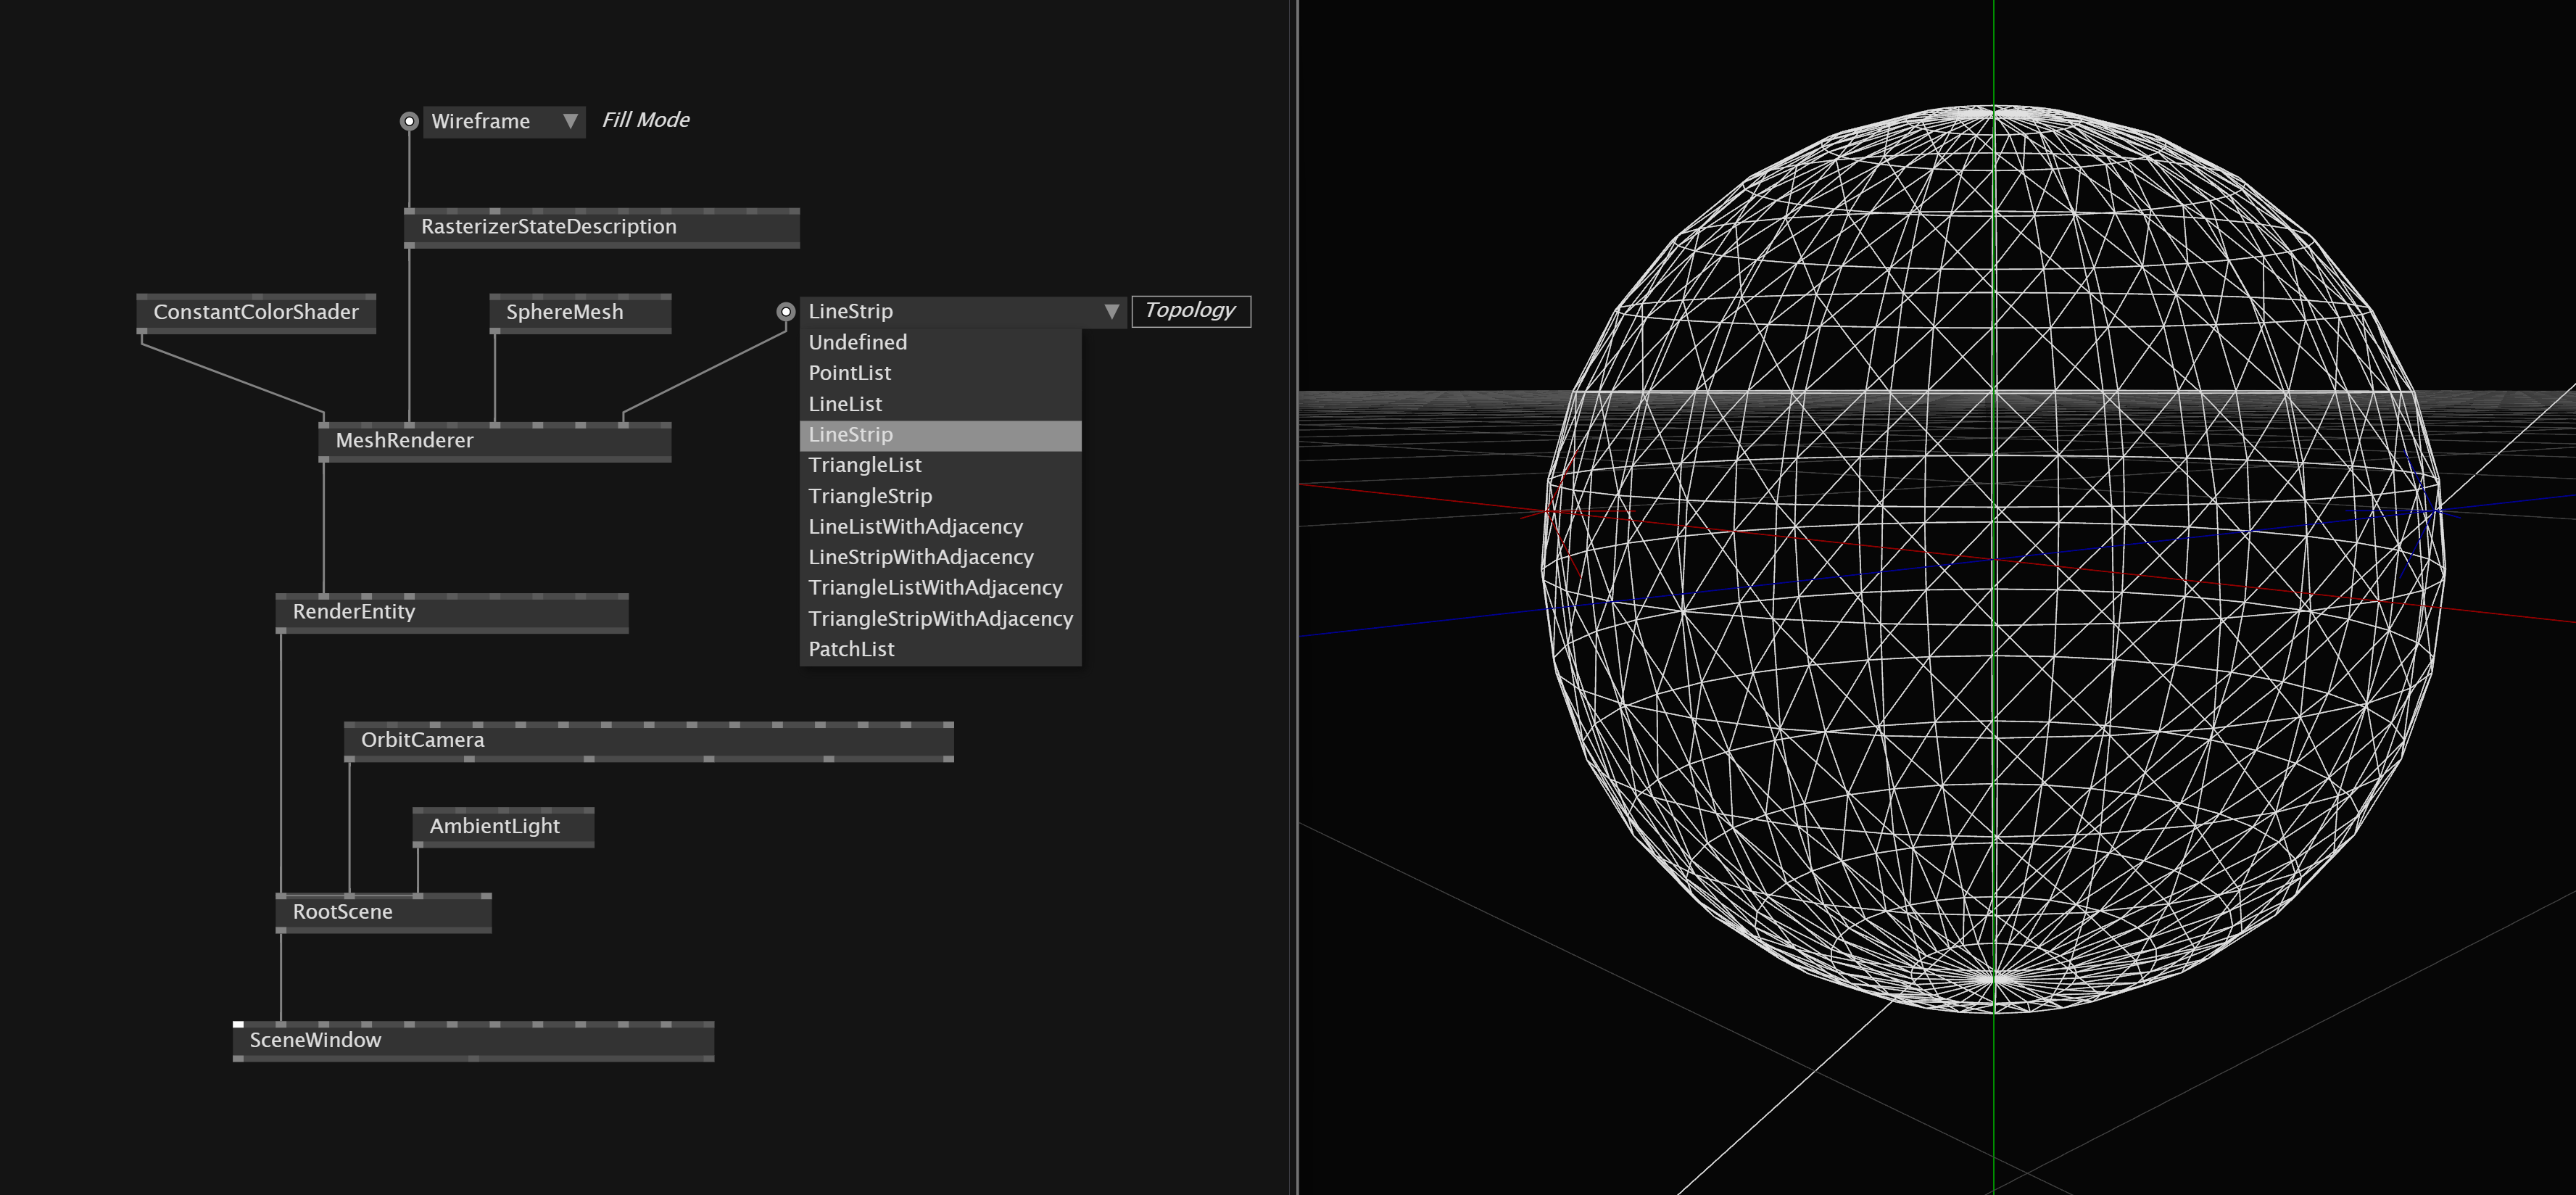 Wireframe
Fill Mode
RasterizerStateDescription
ConstantColorShader
SphereMesh
LineStrip
Topology
Undefined
PointList
LineList
LineStrip
TriangleList
TriangleStrip
LineListWithAdjacency
LineStripWithAdjacency
TriangleListWithAdjacency
TriangleStripWithAdjacency
PatchList
MeshRenderer
RenderEntity
OrbitCamera
AmbientLight
RootScene
SceneWindow